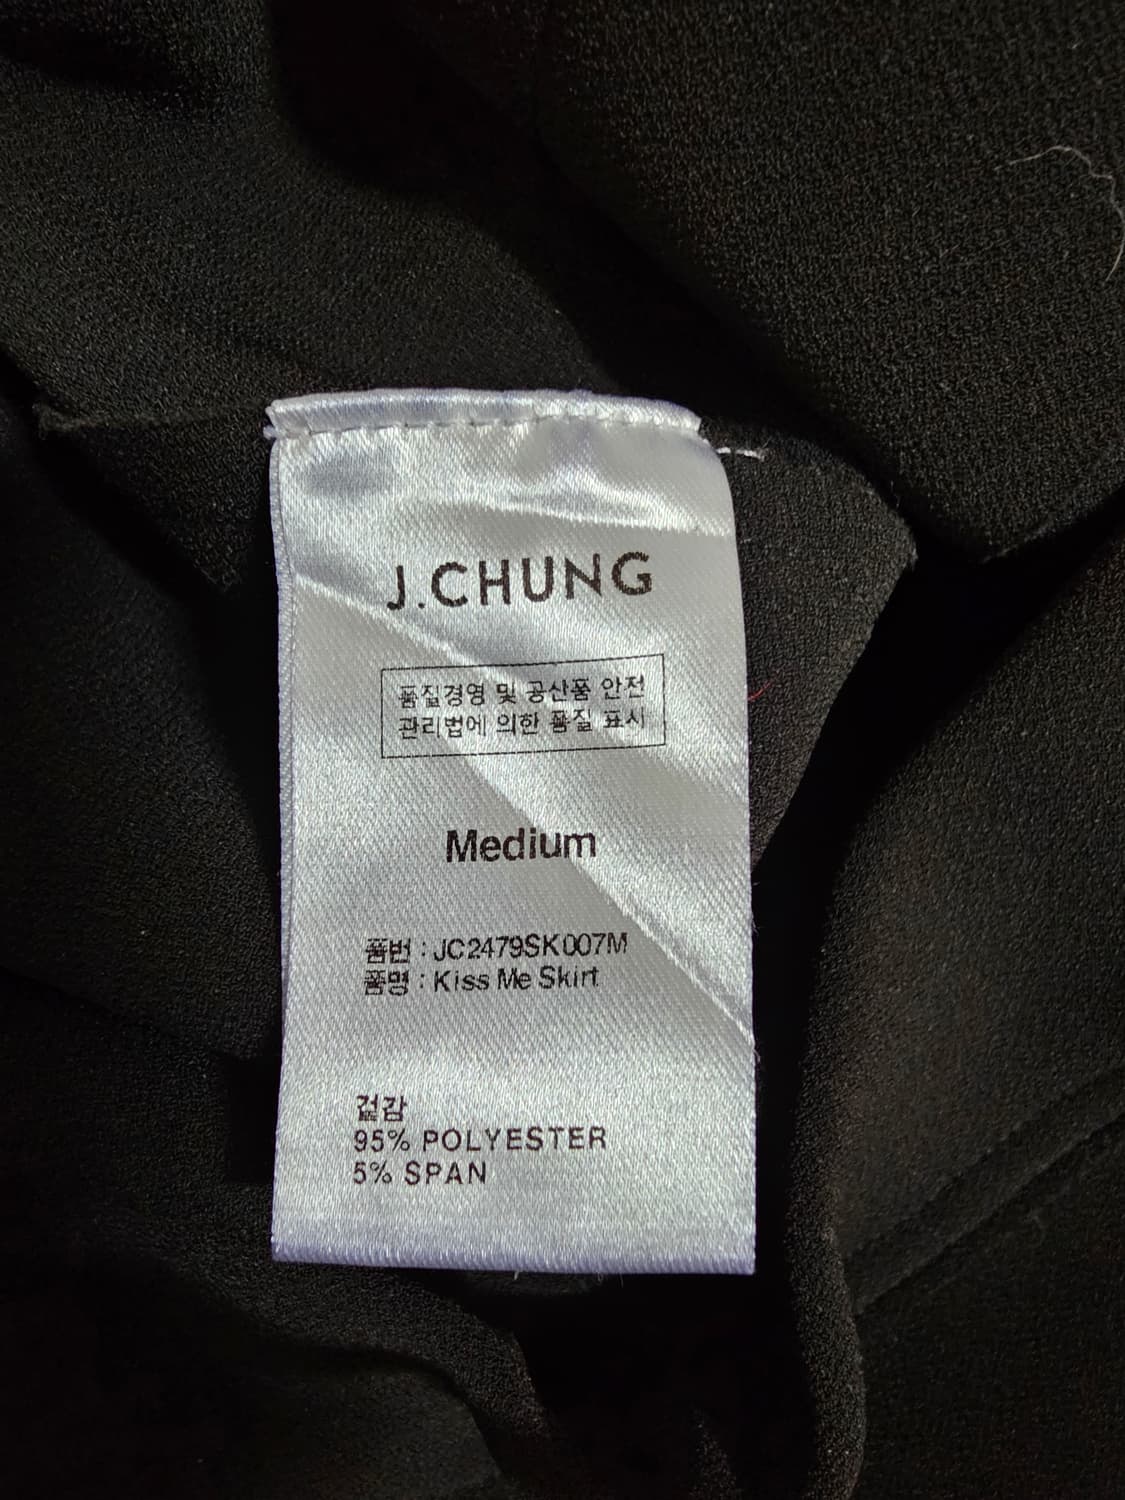 J.CHUNG
품질경영 및 공산품 안전
관리법에 의한 품질 표시
Medium
품번 : JC2479SK007M
품명 : Kiss Me Skirt
겉감
95% POLYESTER
5% SPAN